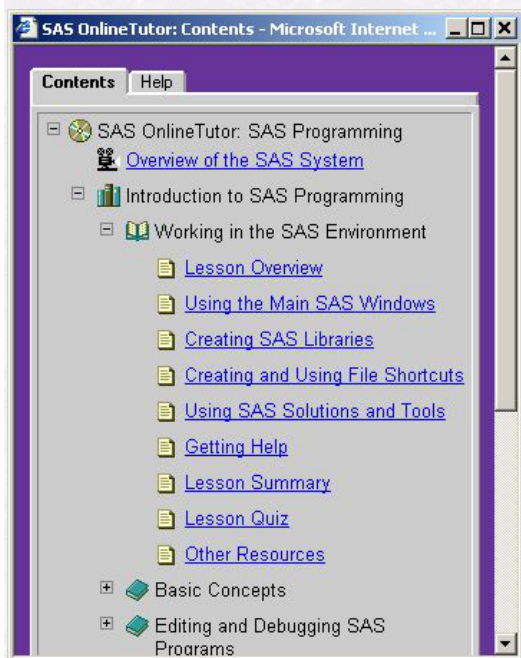 SAS OnlineTutor: Contents - Microsoft Internet ...
Contents Help
SAS OnlineTutor: SAS Programming
Overview of the SAS System
Introduction to SAS Programming
Working in the SAS Environment
Lesson Overview
Using the Main SAS Windows
Creating SAS Libraries
Creating and Using File Shortcuts
Using SAS Solutions and Tools
Getting Help
Lesson Summary
Lesson Quiz
Other Resources
Basic Concepts
Editing and Debugging SAS
Programs